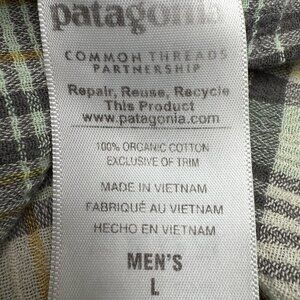 patagonia
COMMON THREADS
PARTNERSHIP
Repair, Reuse, Recycle
This Product
www.patagonia.com
100% ORGANIC COTTON
EXCLUSIVE OF TRIM
MADE IN VIETNAM
FABRIQUÉ AU VIETNAM
HECHO EN VIETNAM
MEN'S
L